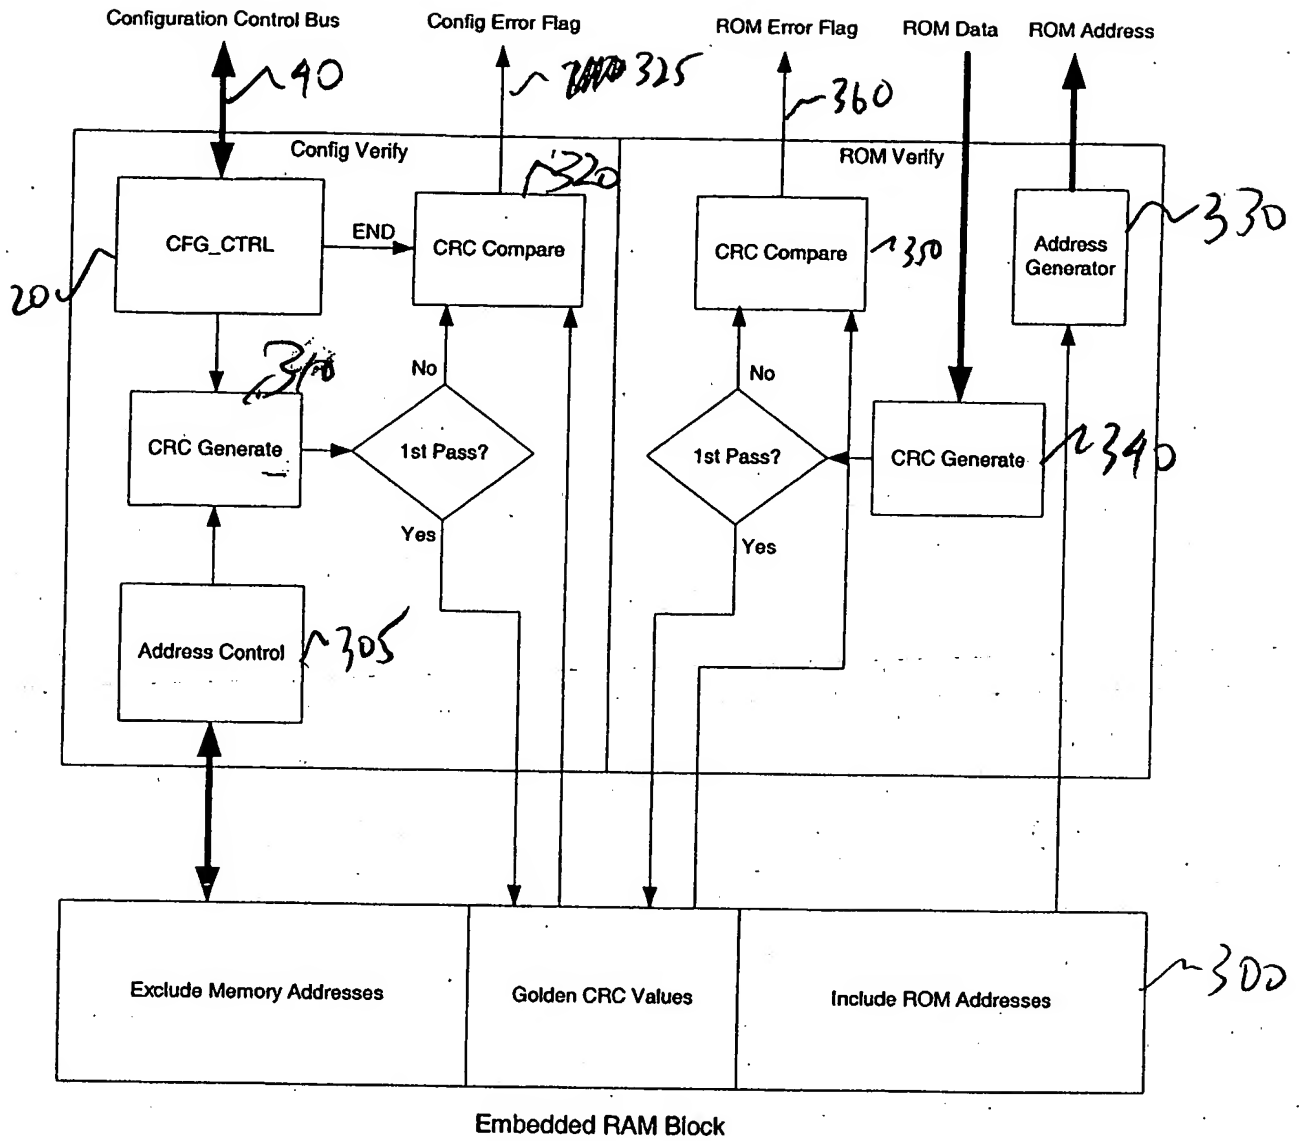 Configuration Control Bus
Config Error Flag
ROM Error Flag
ROM Data
ROM Address
40
325
360
Config Verify
ROM Verify
320
CFG_CTRL
END
CRC Compare
20
CRC Compare
350
Address
Generator
330
310
No
No
CRC Generate
1st Pass?
1st Pass?
CRC Generate
340
Yes
Yes
Address Control
305
Exclude Memory Addresses
Golden CRC Values
Include ROM Addresses
300
Embedded RAM Block